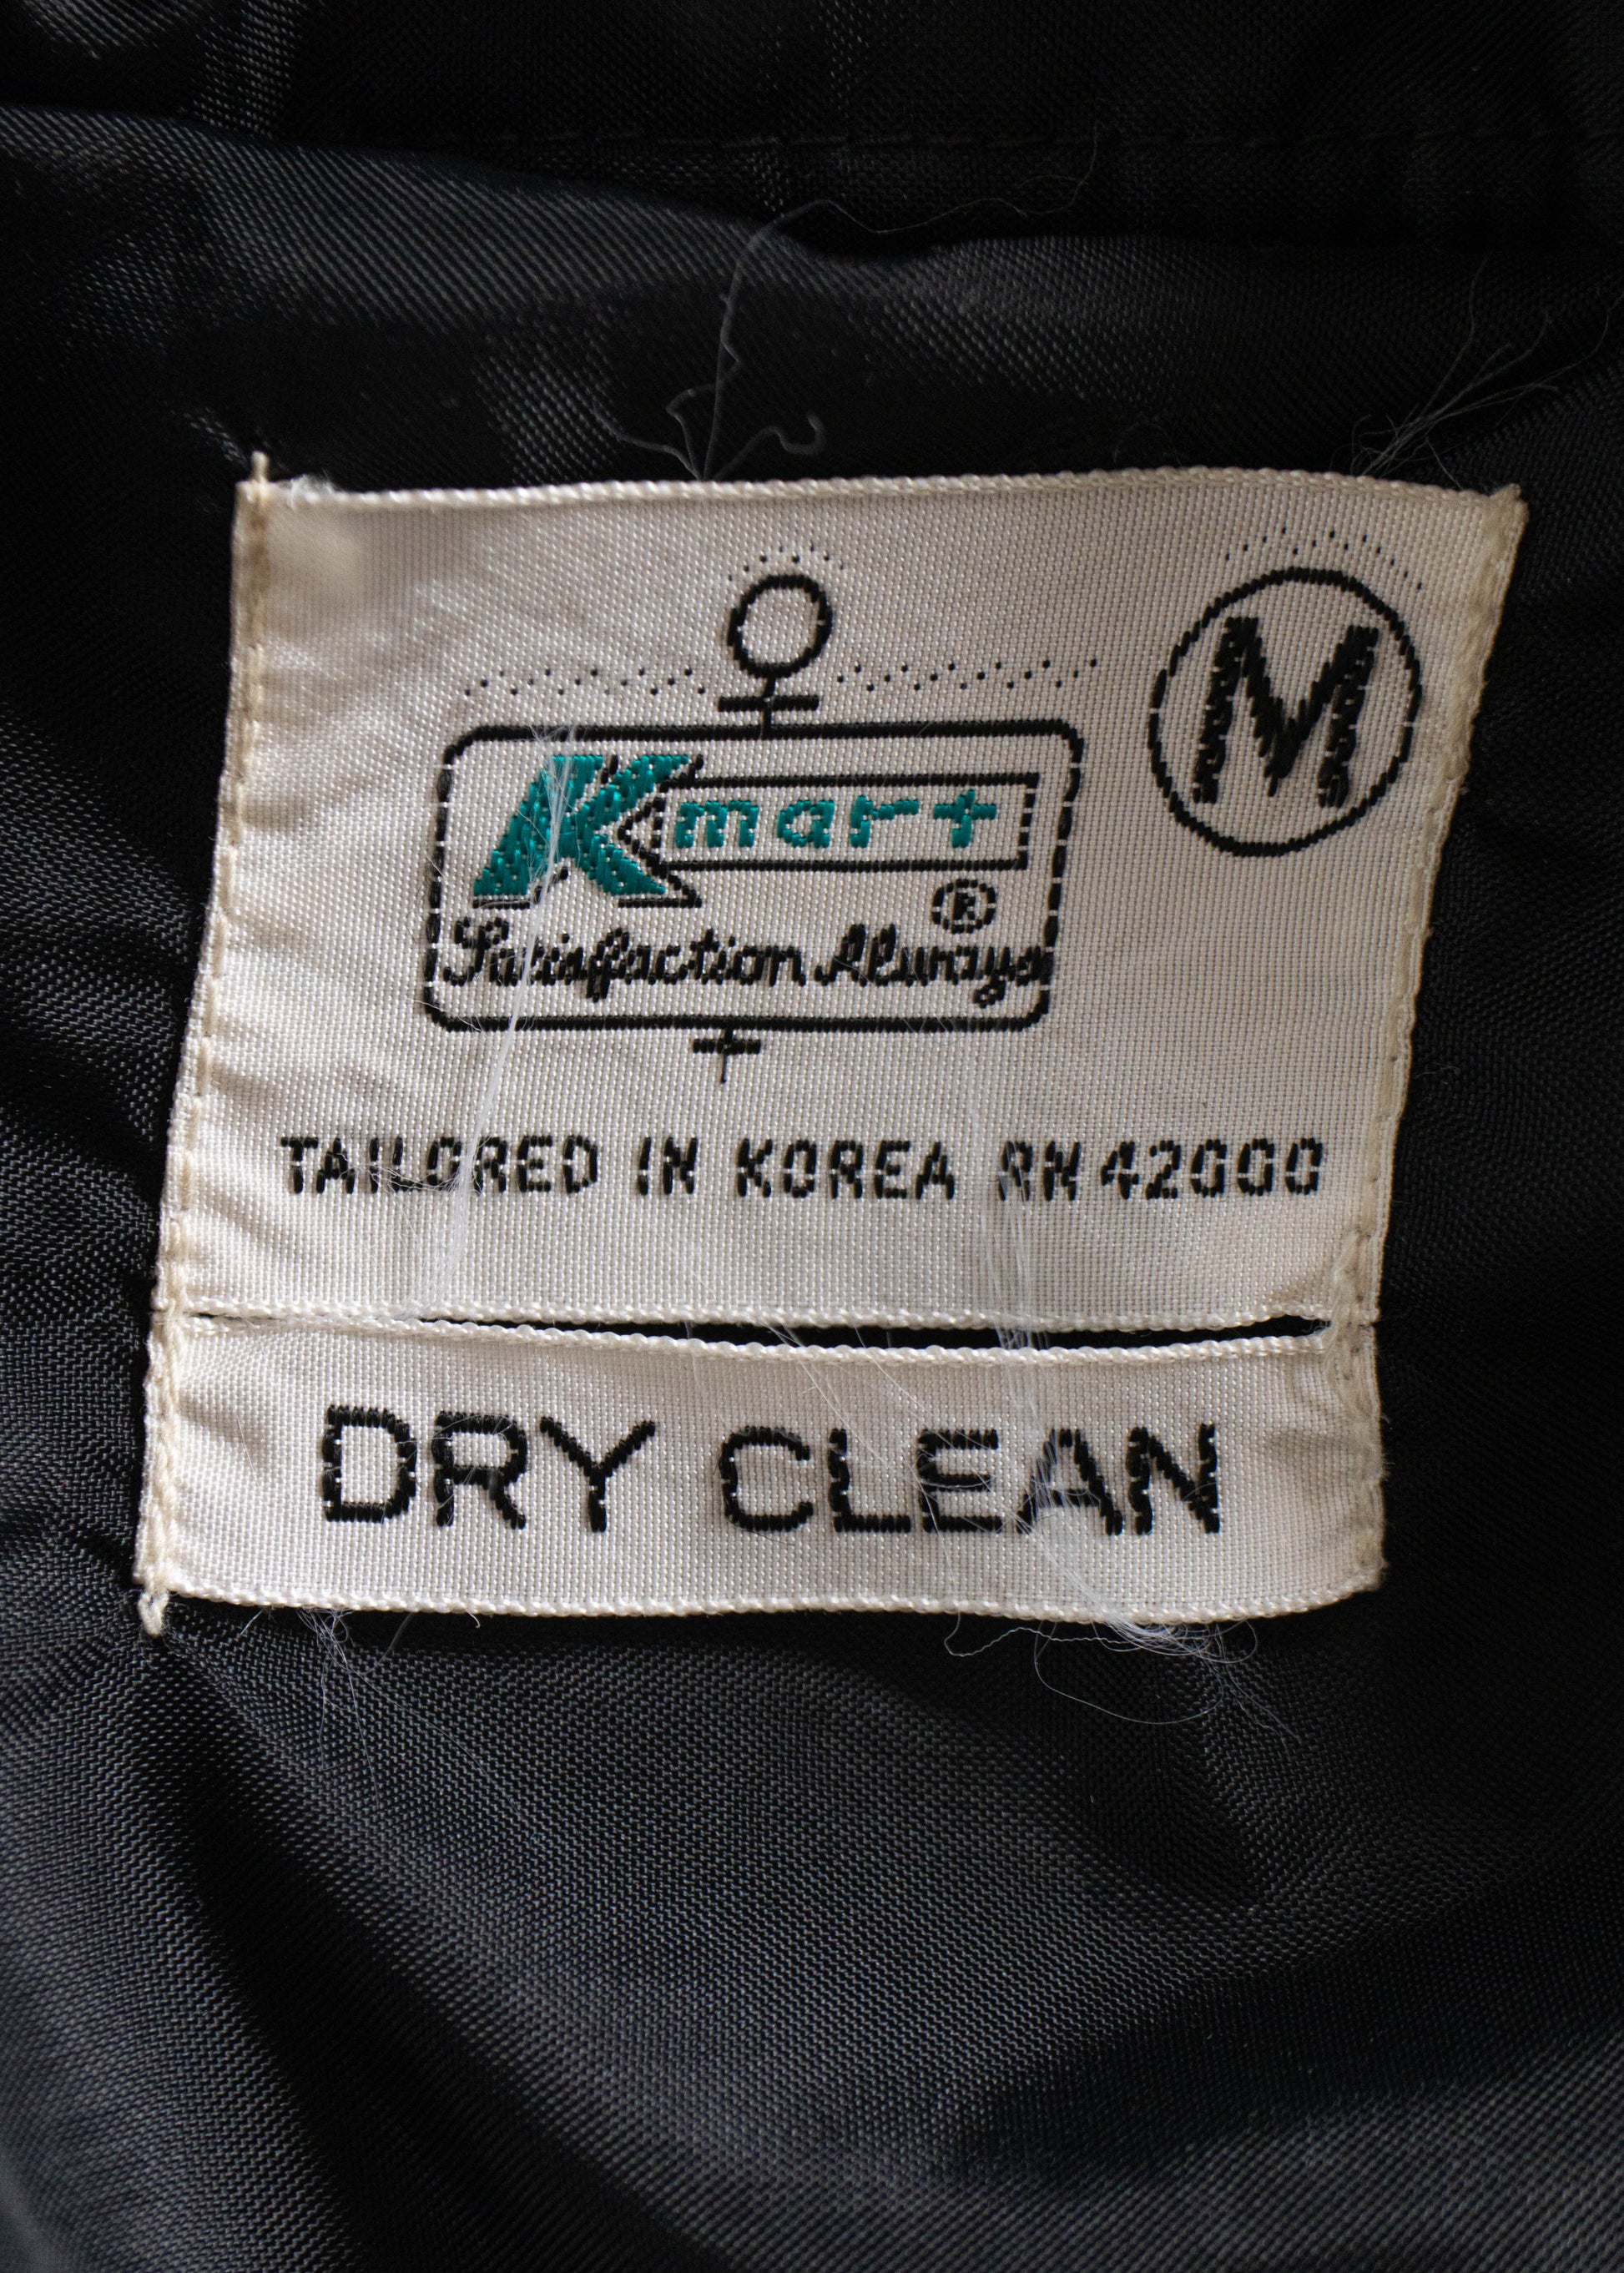 M
Kmart ®
Satisfaction Always
TAILORED IN KOREA RN 42000
DRY CLEAN